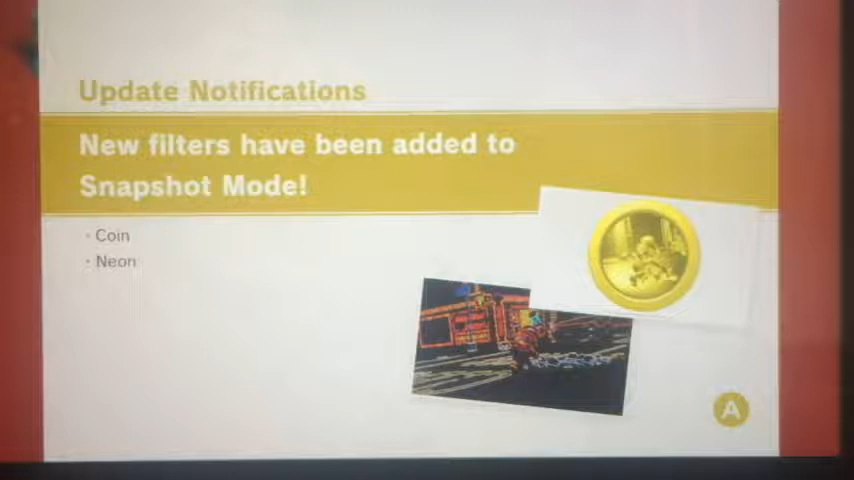 Update Notifications
New filters have been added to
Snapshot Mode!
· Coin
· Neon
A